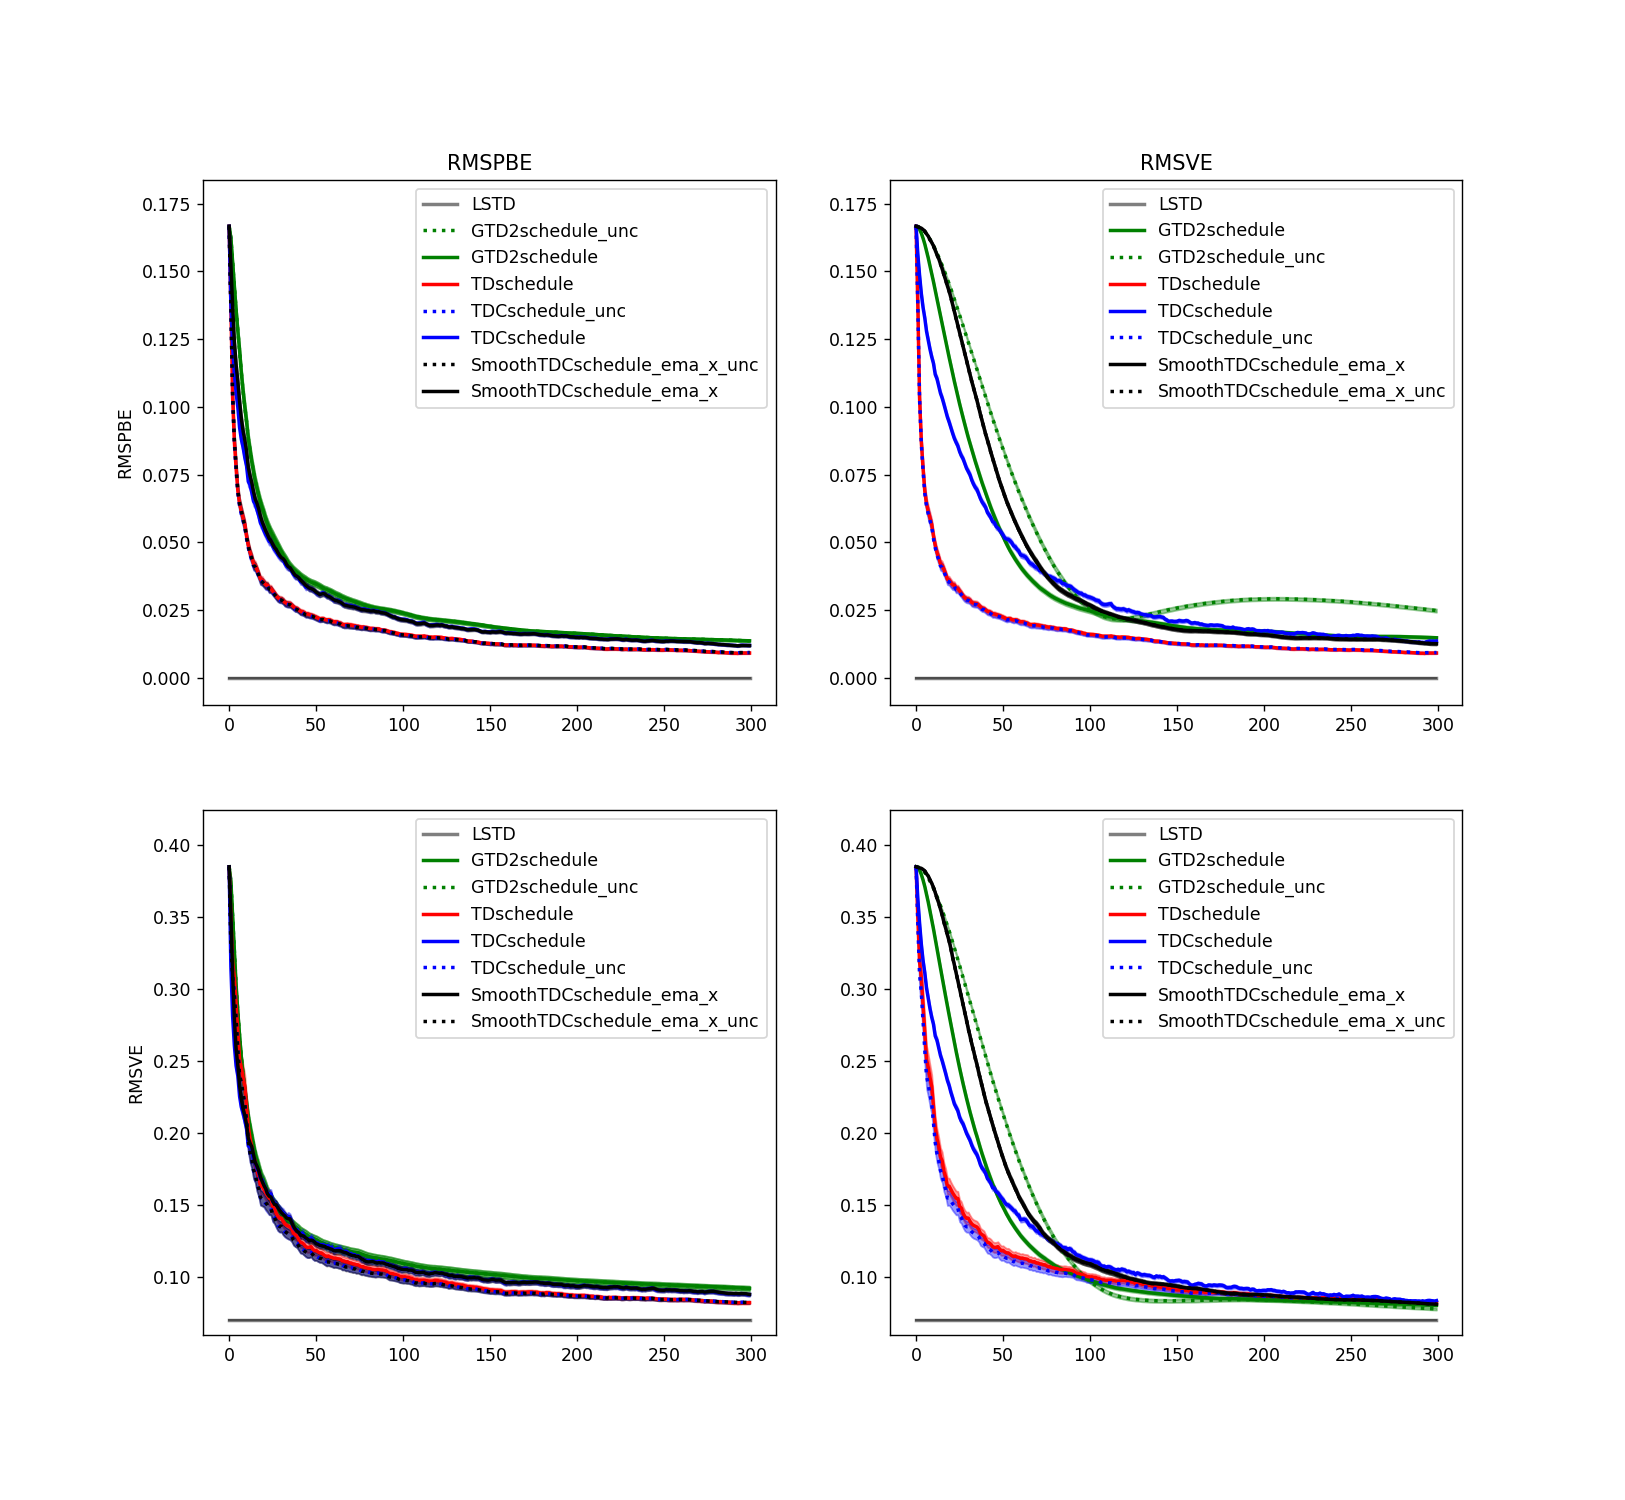 RMSPBE
RMSVE
0.175
0.150
0.125
0.100
0.075
0.050
0.025
0.000
RMSPBE
LSTD
GTD2schedule_unc
GTD2schedule
TDschedule
TDCschedule_unc
TDCschedule
SmoothTDCschedule_ema_x_unc
SmoothTDCschedule_ema_x
0 50 100 150 200 250 300
0.175
0.150
0.125
0.100
0.075
0.050
0.025
0.000
LSTD
GTD2schedule
GTD2schedule_unc
TDschedule
TDCschedule
TDCschedule_unc
SmoothTDCschedule_ema_x
SmoothTDCschedule_ema_x_unc
0 50 100 150 200 250 300
0.40
0.35
0.30
0.25
0.20
0.15
0.10
RMSVE
LSTD
GTD2schedule
GTD2schedule_unc
TDschedule
TDCschedule
TDCschedule_unc
SmoothTDCschedule_ema_x
SmoothTDCschedule_ema_x_unc
0 50 100 150 200 250 300
0.40
0.35
0.30
0.25
0.20
0.15
0.10
LSTD
GTD2schedule
GTD2schedule_unc
TDschedule
TDCschedule
TDCschedule_unc
SmoothTDCschedule_ema_x
SmoothTDCschedule_ema_x_unc
0 50 100 150 200 250 300